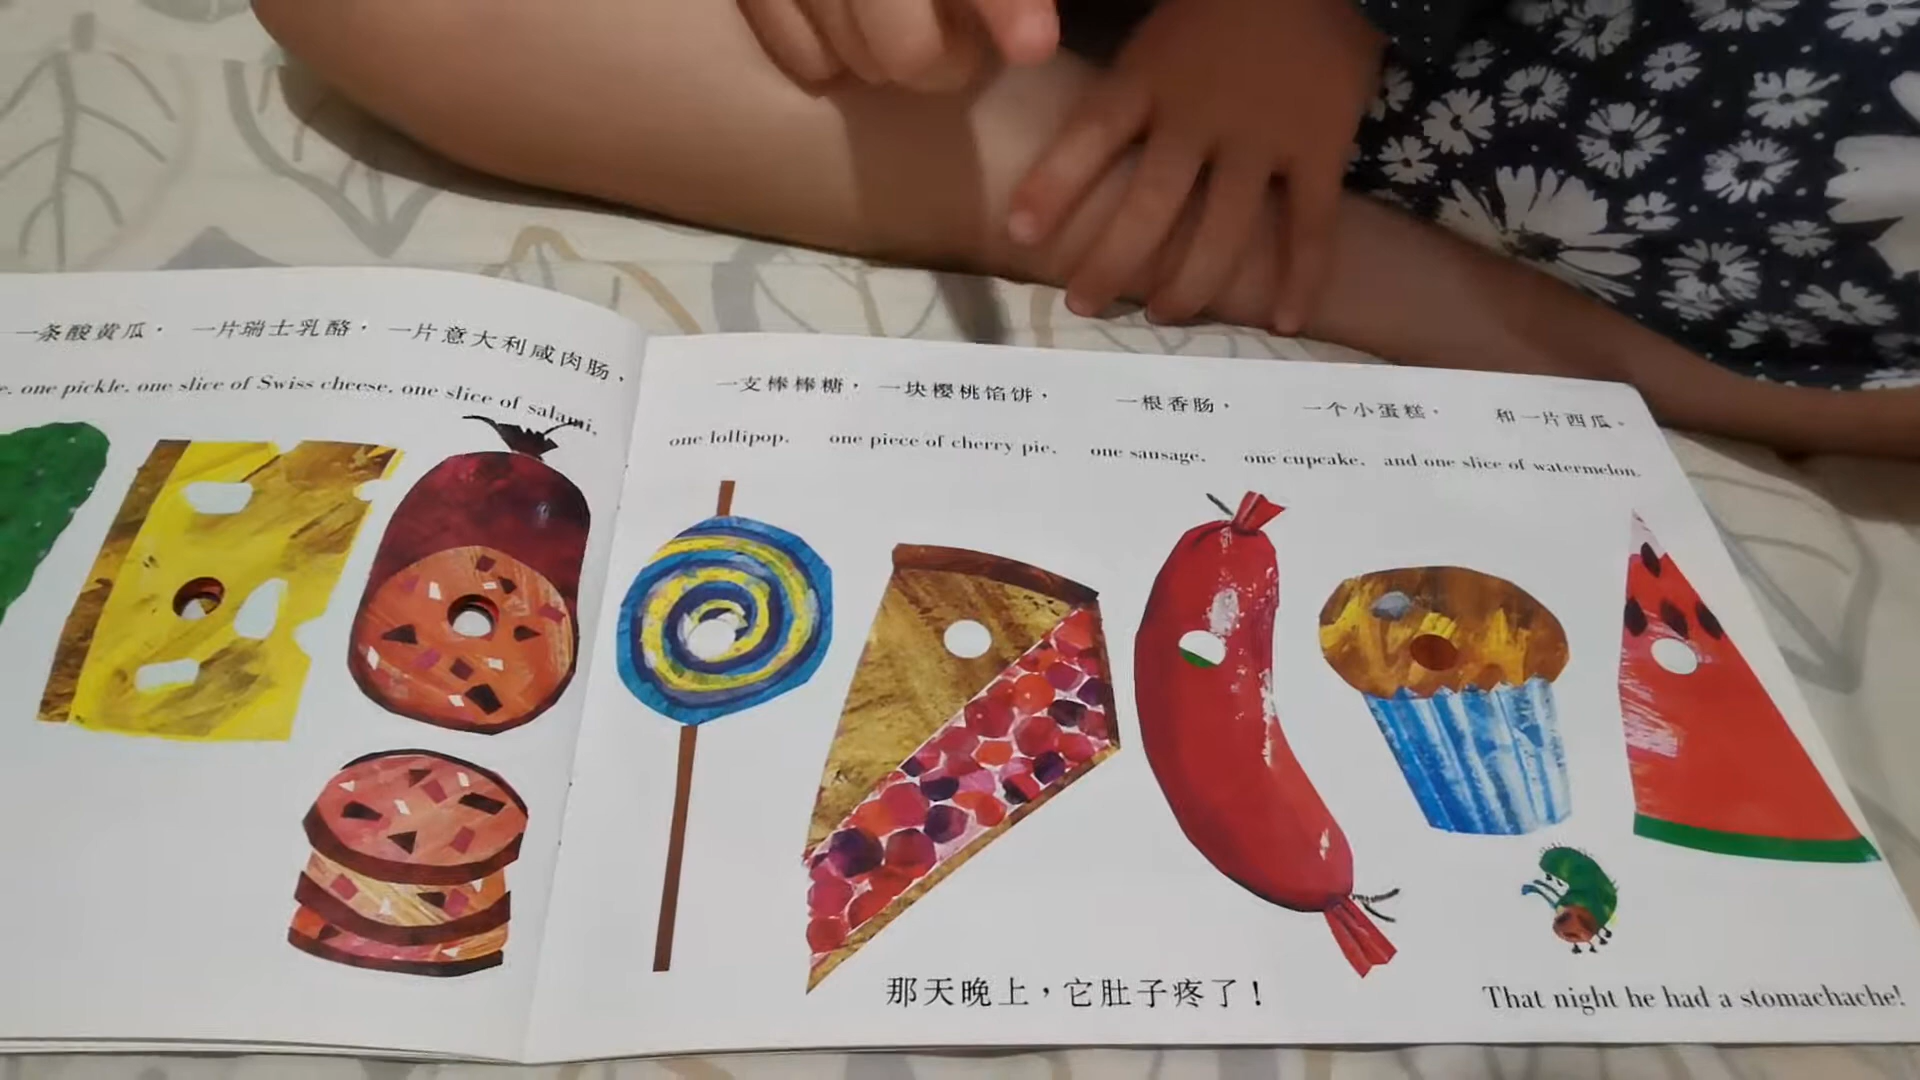 一条酸黄瓜， 一片瑞士乳酪， 一片意大利咸肉肠，
one pickle, one slice of Swiss cheese, one slice of salami,
一支棒棒糖， 一块樱桃馅饼， 一根香肠， 一个小蛋糕， 和一片西瓜。
one lollipop, one piece of cherry pie, one sausage, one cupcake, and one slice of watermelon.
那天晚上，它肚子疼了！
That night he had a stomachache!